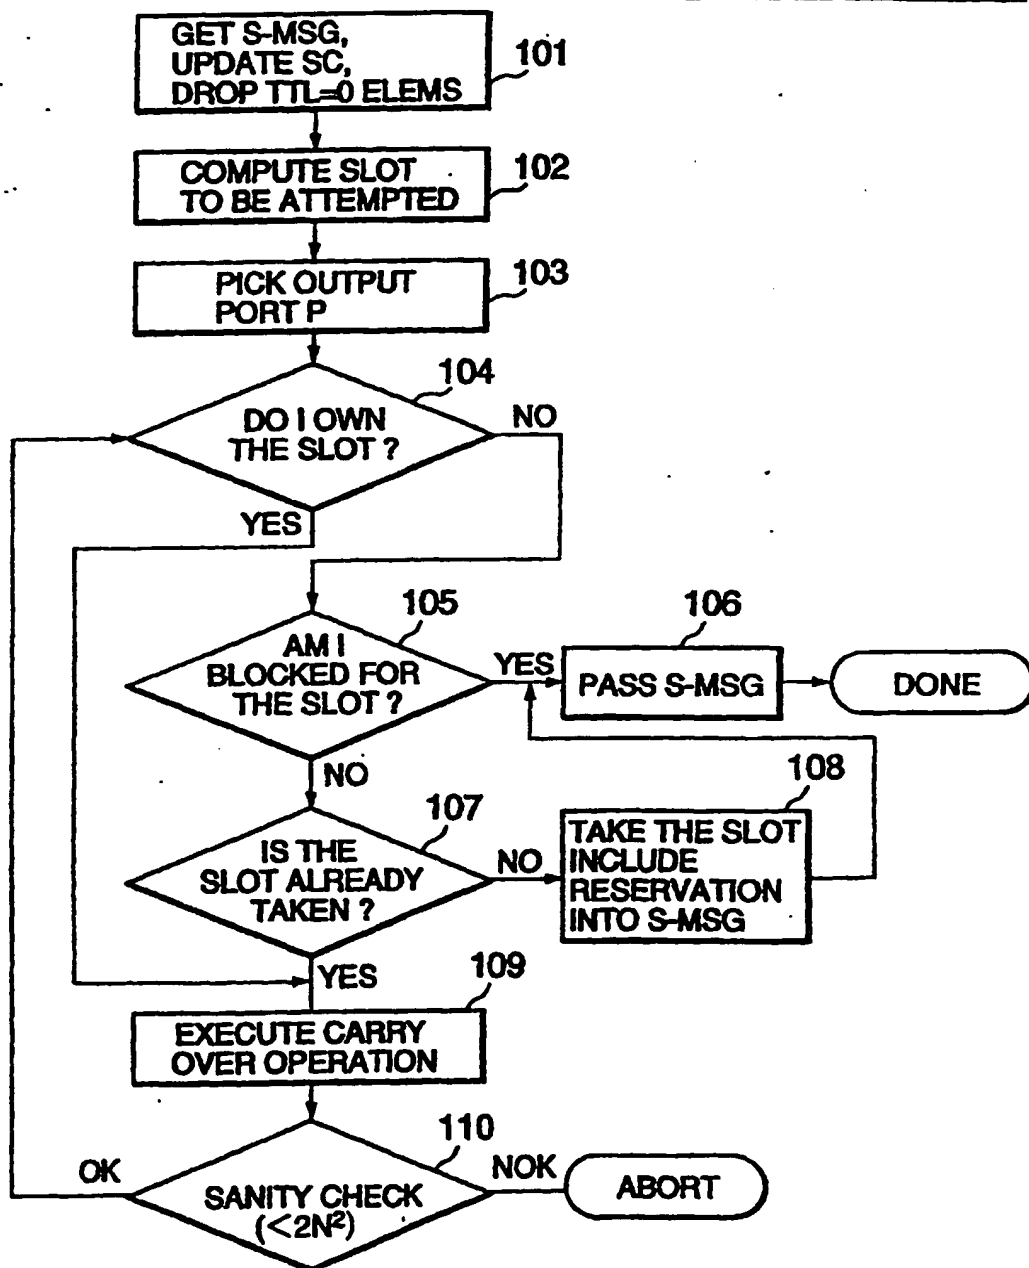 GET S-MSG,
UPDATE SC,
DROP TTL=0 ELEMS
101
COMPUTE SLOT
TO BE ATTEMPTED
102
PICK OUTPUT
PORT P
103
104
DO I OWN
THE SLOT ?
NO
YES
105
AM I
BLOCKED FOR
THE SLOT ?
YES
106
PASS S-MSG
DONE
NO
107
IS THE
SLOT ALREADY
TAKEN ?
NO
108
TAKE THE SLOT
INCLUDE
RESERVATION
INTO S-MSG
YES
109
EXECUTE CARRY
OVER OPERATION
110
OK
SANITY CHECK
(<2N²)
NOK
ABORT